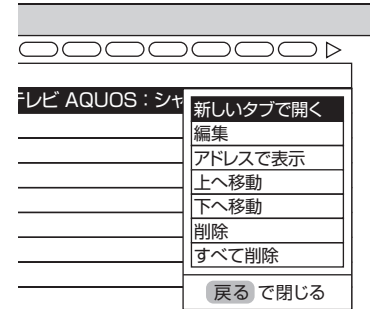 テレビ AQUOS：シャ
新しいタブで開く
編集
アドレスで表示
上へ移動
下へ移動
削除
すべて削除
戻る で閉じる